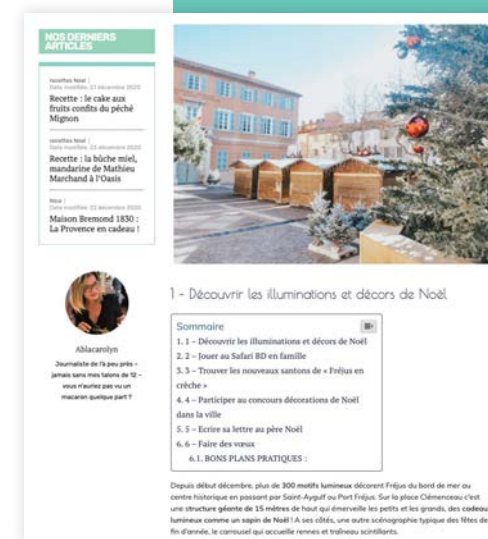 NOS DERNIERS
ARTICLES
recettes Noel |
Date modifiée: 21 décembre 2020
Recette : le cake aux
fruits confits du péché
Mignon
recettes Noel |
Date modifiée: 23 décembre 2020
Recette : la bûche miel,
mandarine de Mathieu
Marchand à l'Oasis
Nice |
Date modifiée: 22 décembre 2020
Maison Bremond 1830 :
La Provence en cadeau !
Ablacarolyn
Journaliste de l'à peu près –
jamais sans mes talons de 12 –
vous n'auriez pas vu un
macaron quelque part ?
1 – Découvrir les illuminations et décors de Noël
Sommaire
1. 1 – Découvrir les illuminations et décors de Noël
2. 2 – Jouer au Safari BD en famille
3. 3 – Trouver les nouveaux santons de « Fréjus en
crèche »
4. 4 – Participer au concours décorations de Noël
dans la ville
5. 5 – Ecrire sa lettre au père Noël
6. 6 – Faire des vœux
6.1. BONS PLANS PRATIQUES :
Depuis début décembre, plus de 300 motifs lumineux décorent Fréjus du bord de mer au
centre historique en passant par Saint-Aygulf ou Port Fréjus. Sur la place Clémenceau c'est
une structure géante de 15 mètres de haut qui émerveille les petits et les grands, des cadeau
lumineux comme un sapin de Noël ! A ses côtés, une autre scénographie typique des fêtes de
fin d'année, le carrousel qui accueille rennes et traîneau scintillants.